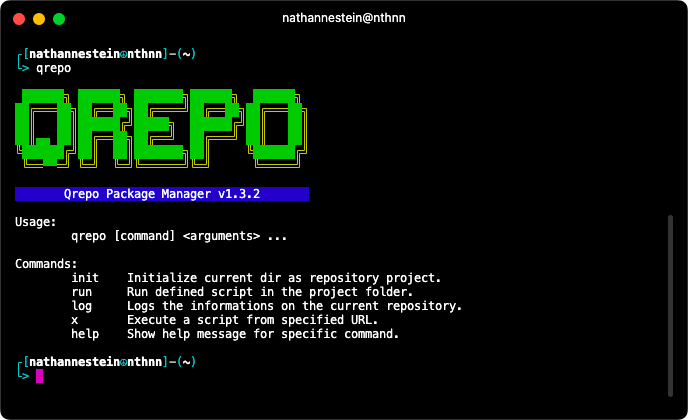 nathannestein@nthnn
┌[nathannestein☮nthnn]-(~)
└> qrepo
QREPO
Qrepo Package Manager v1.3.2
Usage:
qrepo [command] <arguments> ...
Commands:
init Initialize current dir as repository project.
run Run defined script in the project folder.
log Logs the informations on the current repository.
x Execute a script from specified URL.
help Show help message for specific command.
┌[nathannestein☮nthnn]-(~)
└>